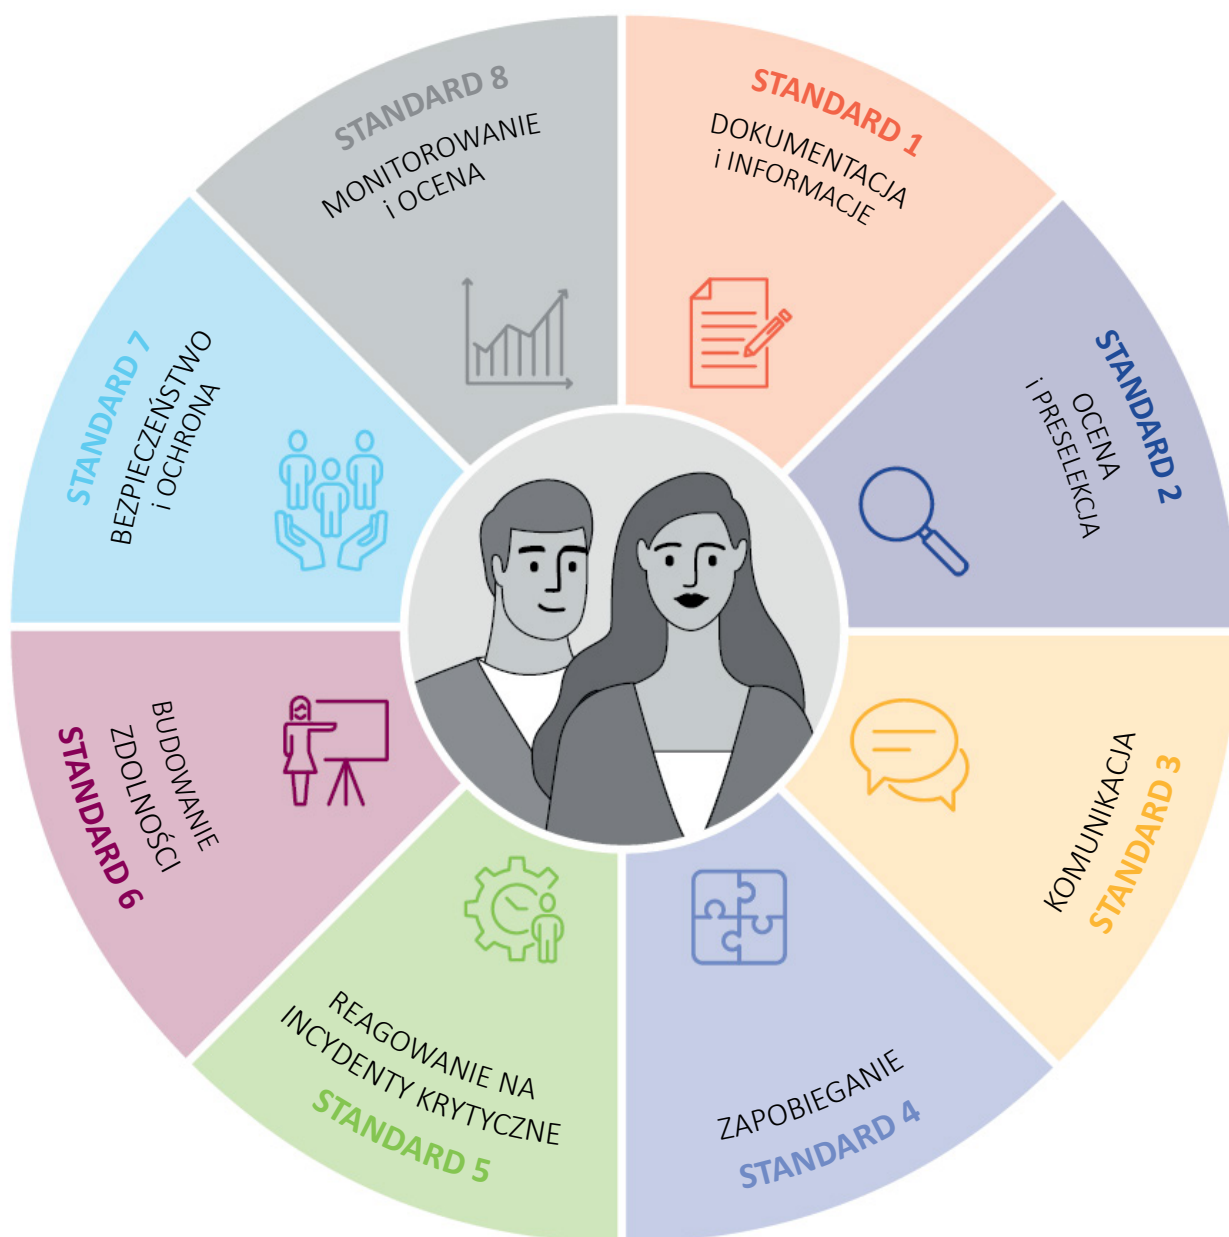 STANDARD 1
DOKUMENTACJA
i INFORMACJE
STANDARD 2
OCENA
i PRESELEKCJA
KOMUNIKACJA
STANDARD 3
ZAPOBIEGANIE
STANDARD 4
REAGOWANIE NA
INCYDENTY KRYTYCZNE
STANDARD 5
BUDOWANIE
ZDOLNOŚCI
STANDARD 6
STANDARD 7
BEZPIECZEŃSTWO
i OCHRONA
STANDARD 8
MONITOROWANIE
i OCENA